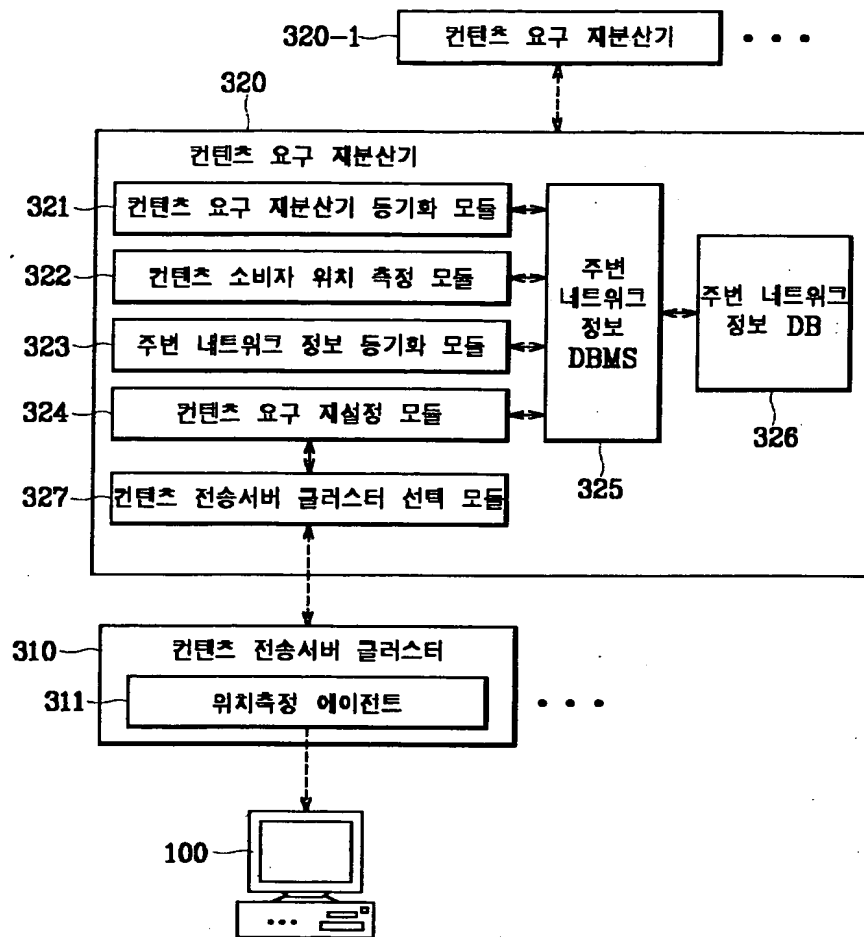 320-1
컨텐츠 요구 재분산기
• • •
320
컨텐츠 요구 재분산기
321
컨텐츠 요구 재분산기 동기화 모듈
322
컨텐츠 소비자 위치 측정 모듈
323
주변 네트워크 정보 동기화 모듈
324
컨텐츠 요구 재설정 모듈
327
컨텐츠 전송서버 클러스터 선택 모듈
주변
네트워크
정보
DBMS
325
주변 네트워크
정보 DB
326
310
컨텐츠 전송서버 클러스터
311
위치측정 에이전트
• • •
100